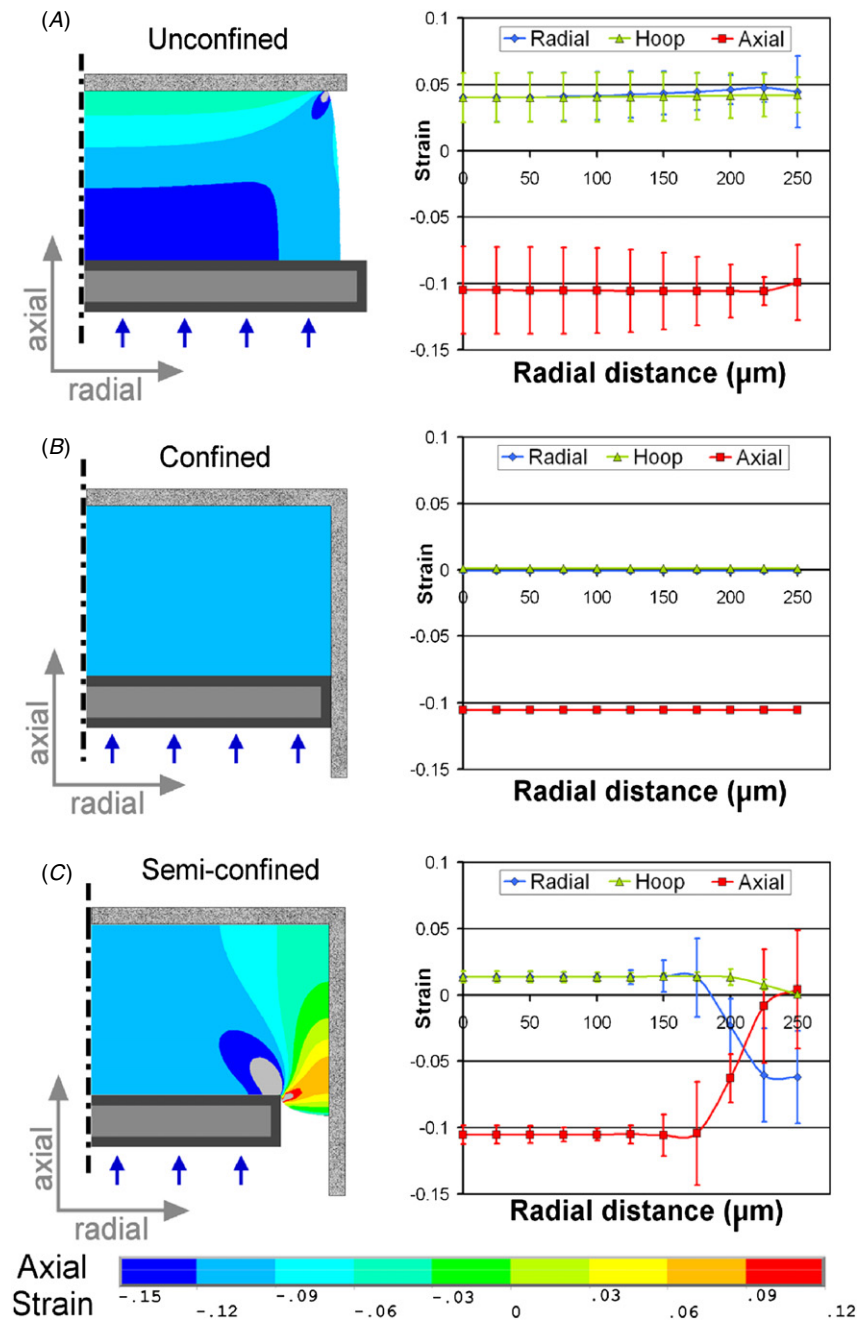 (A)
Unconfined
axial
radial
Radial Hoop Axial
Strain
0.1
0.05
0
-0.05
-0.1
-0.15
0 50 100 150 200 250
Radial distance (µm)
(B)
Confined
axial
radial
Radial Hoop Axial
Strain
0.1
0.05
0
-0.05
-0.1
-0.15
0 50 100 150 200 250
Radial distance (µm)
(C)
Semi-confined
axial
radial
Radial Hoop Axial
Strain
0.1
0.05
0
-0.05
-0.1
-0.15
0 50 100 150 200 250
Radial distance (µm)
Axial
Strain
-.15 -.12 -.09 -.06 -.03 0 .03 .06 .09 .12